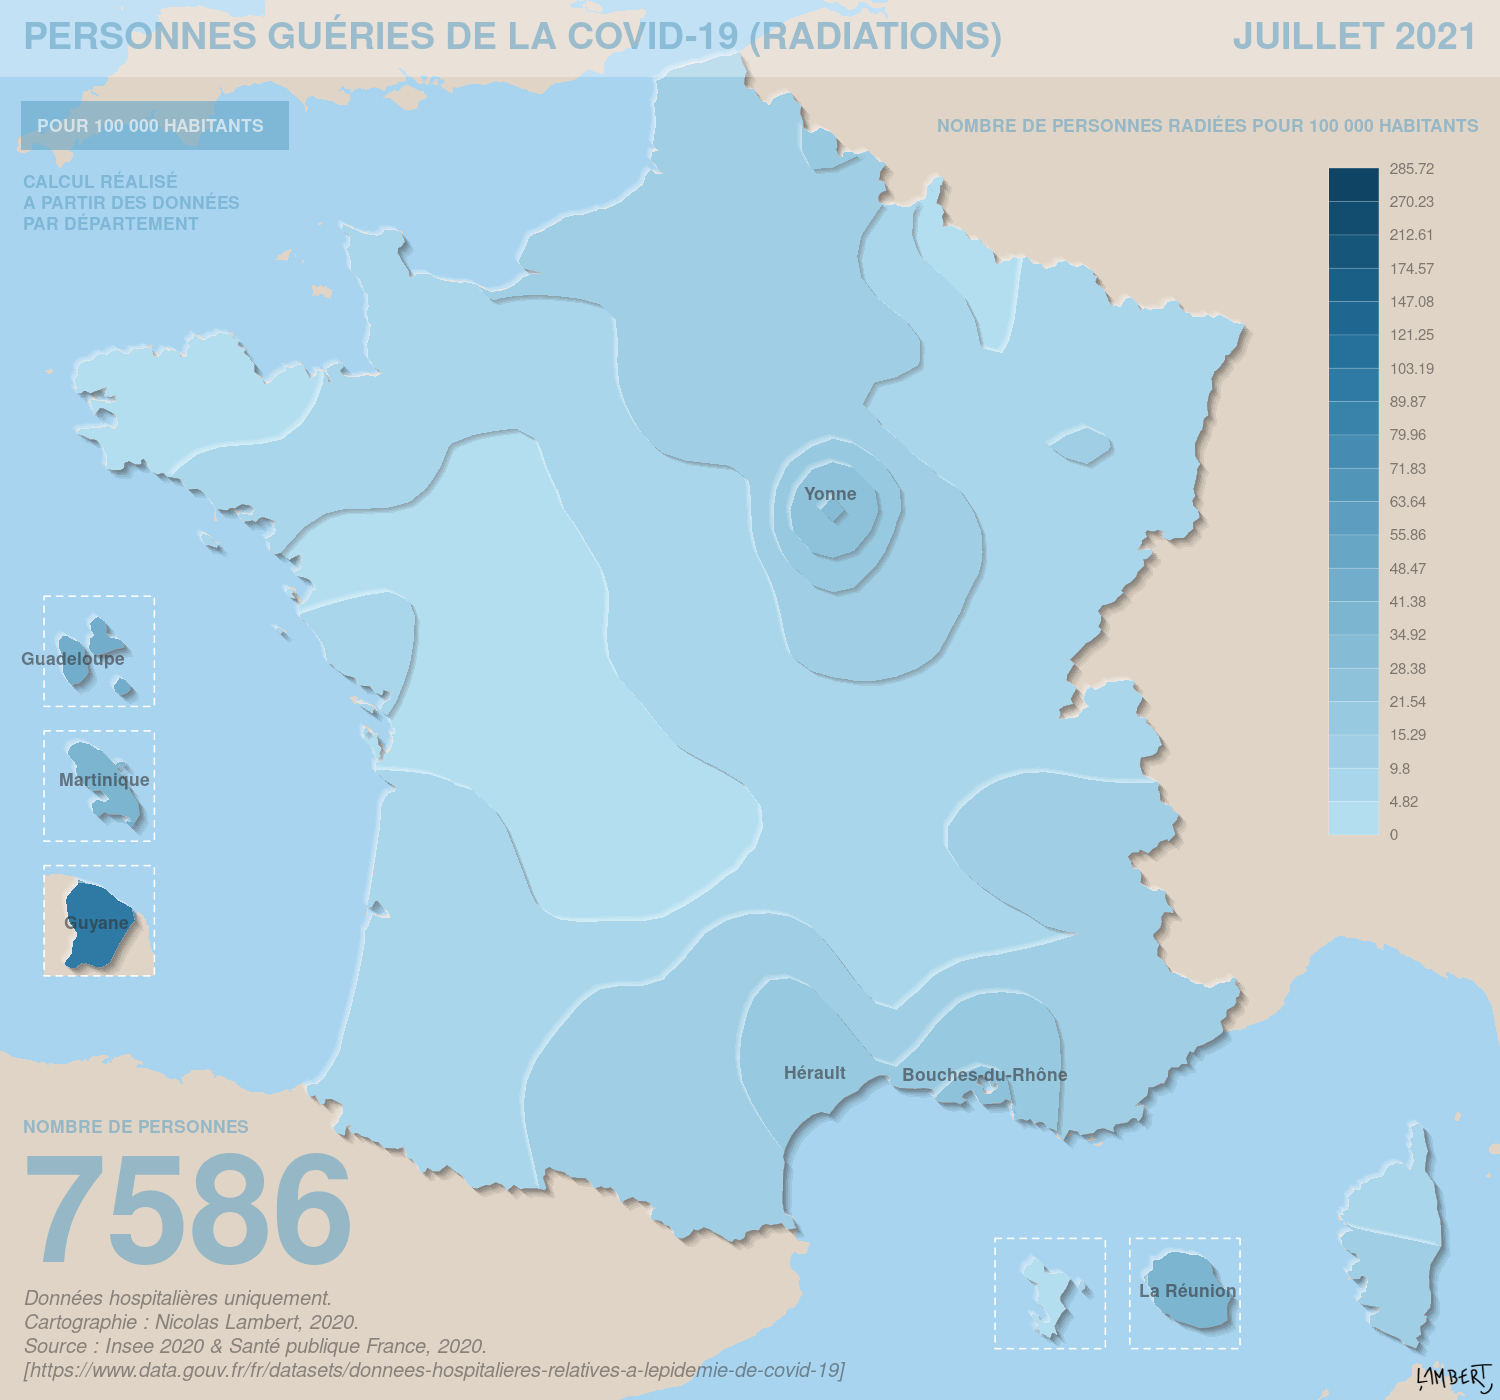 PERSONNES GUÉRIES DE LA COVID-19 (RADIATIONS)
JUILLET 2021
POUR 100 000 HABITANTS
CALCUL RÉALISÉ
A PARTIR DES DONNÉES
PAR DÉPARTEMENT
NOMBRE DE PERSONNES RADIÉES POUR 100 000 HABITANTS
285.72
270.23
212.61
174.57
147.08
121.25
103.19
89.87
79.96
71.83
63.64
55.86
48.47
41.38
34.92
28.38
21.54
15.29
9.8
4.82
0
Yonne
Guadeloupe
Martinique
Guyane
Hérault
Bouches-du-Rhône
La Réunion
NOMBRE DE PERSONNES
7586
Données hospitalières uniquement.
Cartographie : Nicolas Lambert, 2020.
Source : Insee 2020 & Santé publique France, 2020.
[https://www.data.gouv.fr/fr/datasets/donnees-hospitalieres-relatives-a-lepidemie-de-covid-19]
LAMBERT